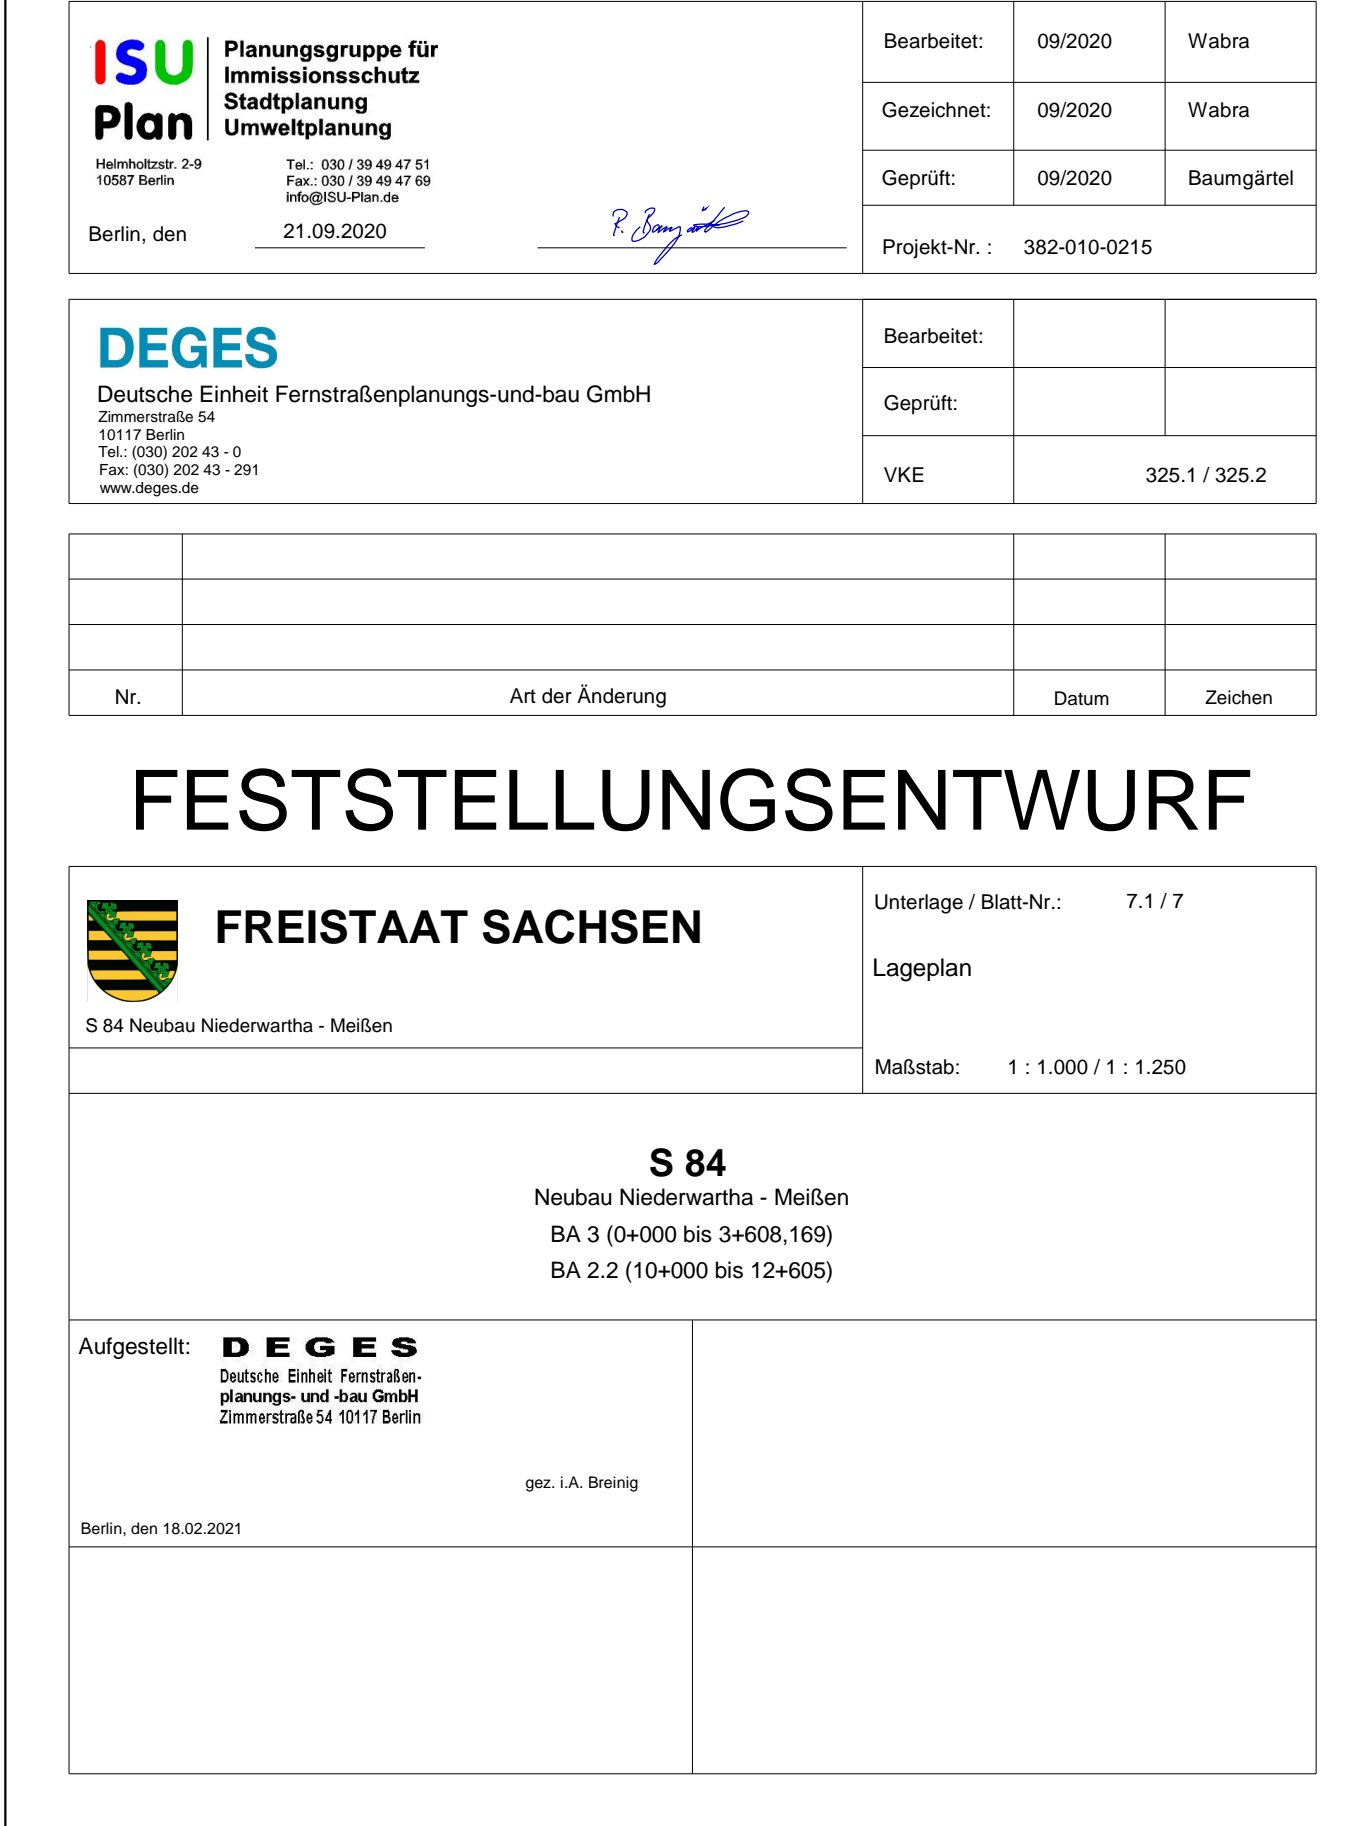 ISU Plan
Planungsgruppe für
Immissionsschutz
Stadtplanung
Umweltplanung
Helmholtzstr. 2-9
10587 Berlin
Tel.: 030 / 39 49 47 51
Fax.: 030 / 39 49 47 69
info@ISU-Plan.de
Berlin, den 21.09.2020
Bearbeitet: 09/2020 Wabra
Gezeichnet: 09/2020 Wabra
Geprüft: 09/2020 Baumgärtel
Projekt-Nr. : 382-010-0215
DEGES
Deutsche Einheit Fernstraßenplanungs-und-bau GmbH
Zimmerstraße 54
10117 Berlin
Tel.: (030) 202 43 - 0
Fax: (030) 202 43 - 291
www.deges.de
Bearbeitet:
Geprüft:
VKE 325.1 / 325.2
Nr. Art der Änderung Datum Zeichen
FESTSTELLUNGSENTWURF
FREISTAAT SACHSEN
S 84 Neubau Niederwartha - Meißen
Unterlage / Blatt-Nr.: 7.1 / 7
Lageplan
Maßstab: 1 : 1.000 / 1 : 1.250
S 84
Neubau Niederwartha - Meißen
BA 3 (0+000 bis 3+608,169)
BA 2.2 (10+000 bis 12+605)
Aufgestellt:
DEGES
Deutsche Einheit Fernstraßen-
planungs- und -bau GmbH
Zimmerstraße 54 10117 Berlin
gez. i.A. Breinig
Berlin, den 18.02.2021